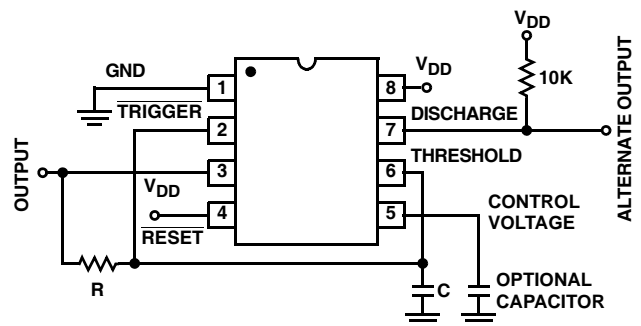 V_DD
GND
1
8
V_DD
10K
TRIGGER
2
7
DISCHARGE
ALTERNATE OUTPUT
THRESHOLD
OUTPUT
3
6
V_DD
4
5
CONTROL
VOLTAGE
RESET
R
C
OPTIONAL
CAPACITOR